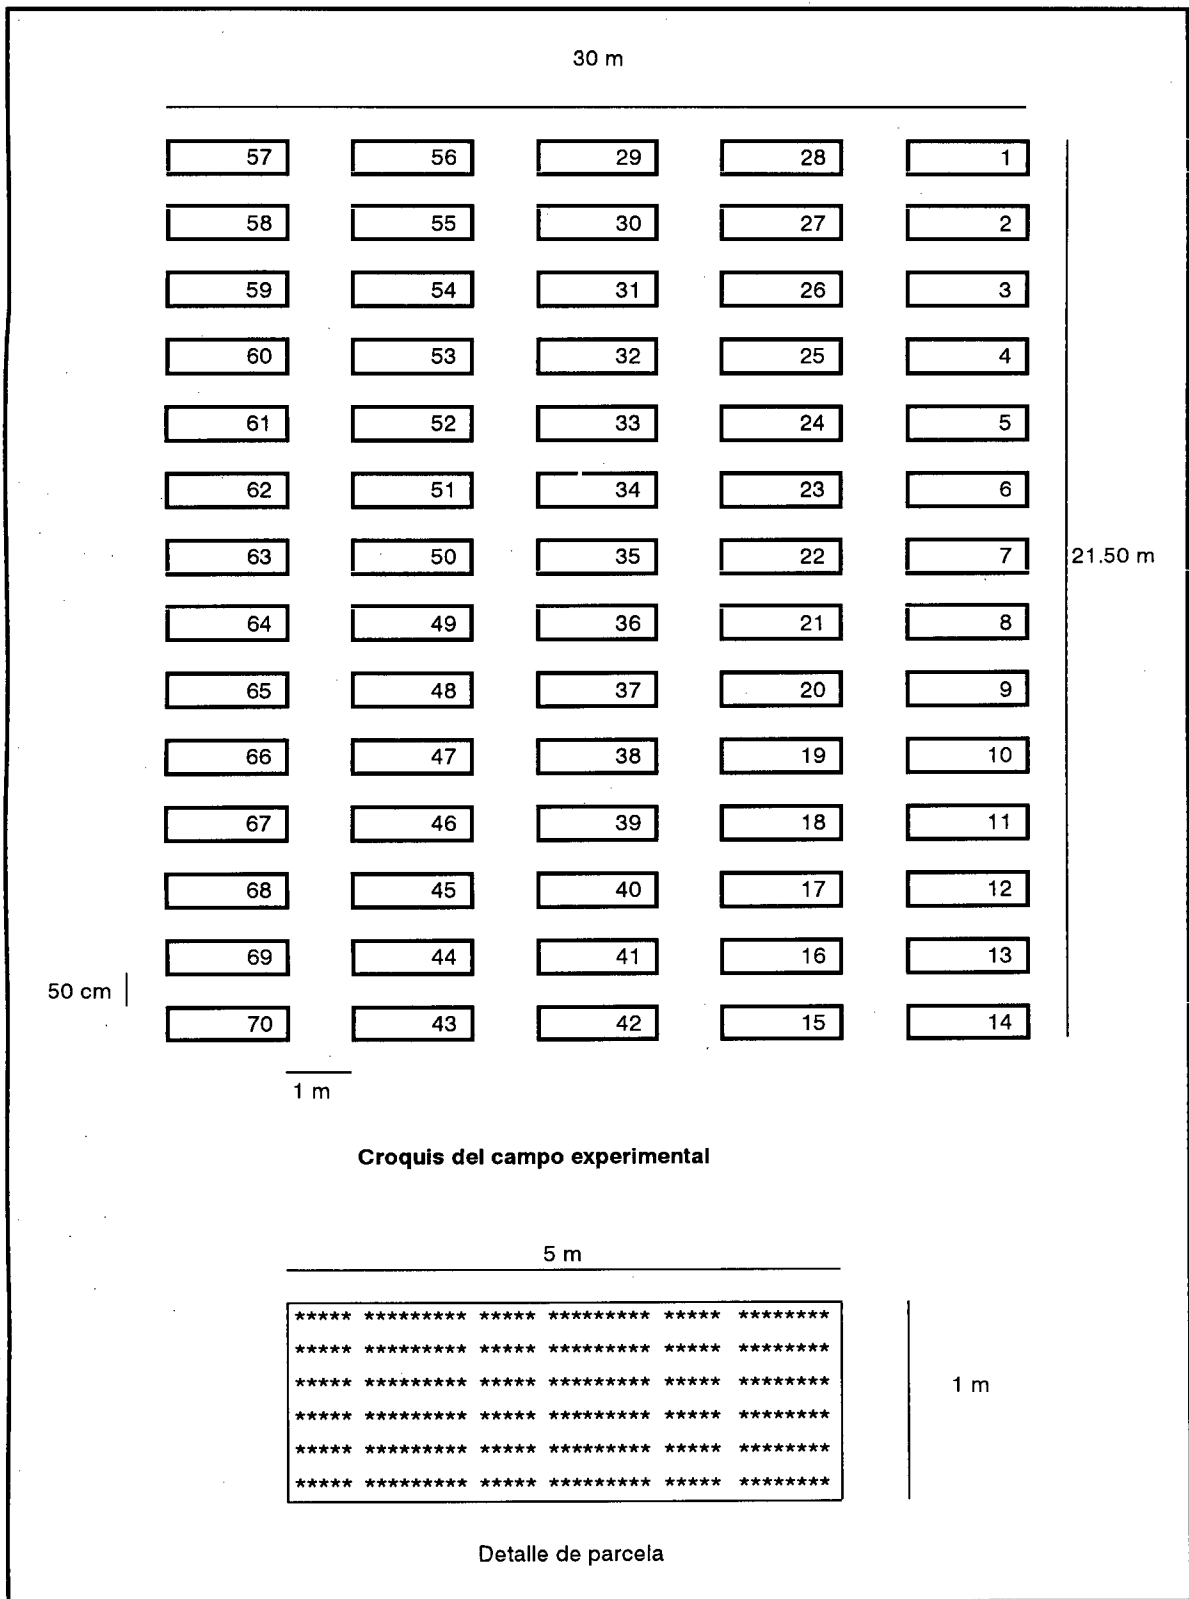 30 m
57 56 29 28 1
58 55 30 27 2
59 54 31 26 3
60 53 32 25 4
61 52 33 24 5
62 51 34 23 6
63 50 35 22 7 21.50 m
64 49 36 21 8
65 48 37 20 9
66 47 38 19 10
67 46 39 18 11
68 45 40 17 12
69 44 41 16 13
50 cm
70 43 42 15 14
1 m
Croquis del campo experimental
5 m
***** ********* ***** ********* ***** ********
***** ********* ***** ********* ***** ********
***** ********* ***** ********* ***** ********
1 m
***** ********* ***** ********* ***** ********
***** ********* ***** ********* ***** ********
***** ********* ***** ********* ***** ********
Detalle de parcela